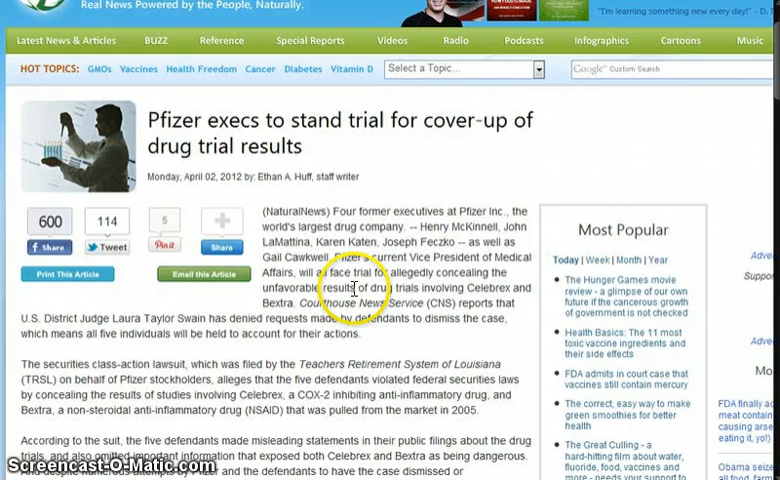 Real News Powered by the People, Naturally.
"I'm learning something new every day!" - D.
Latest News & Articles BUZZ Reference Special Reports Videos Radio Podcasts Infographics Cartoons Music
HOT TOPICS: GMOs Vaccines Health Freedom Cancer Diabetes Vitamin D Select a Topic... Google Custom Search
Pfizer execs to stand trial for cover-up of
drug trial results
Monday, April 02, 2012 by: Ethan A. Huff, staff writer
600 114 5
Share Tweet Pin it Share
Print This Article Email this Article
(NaturalNews) Four former executives at Pfizer Inc., the
world's largest drug company. -- Henry McKinnell, John
LaMattina, Karen Katen, Joseph Feczko -- as well as
Gail Cawkwell, Pfizer's current Vice President of Medical
Affairs, will all face trial for allegedly concealing the
unfavorable results of drug trials involving Celebrex and
Bextra. Courthouse News Service (CNS) reports that
U.S. District Judge Laura Taylor Swain has denied requests made by defendants to dismiss the case,
which means all five individuals will be held to account for their actions.
The securities class-action lawsuit, which was filed by the Teachers Retirement System of Louisiana
(TRSL) on behalf of Pfizer stockholders, alleges that the five defendants violated federal securities laws
by concealing the results of studies involving Celebrex, a COX-2 inhibiting anti-inflammatory drug, and
Bextra, a non-steroidal anti-inflammatory drug (NSAID) that was pulled from the market in 2005.
According to the suit, the five defendants made misleading statements in their public filings about the drug
trials, and also omitted important information that exposed both Celebrex and Bextra as being dangerous.
And despite numerous attempts by Pfizer and the defendants to have the case dismissed or
Most Popular
Today | Week | Month | Year
The Hunger Games movie
review - a glimpse of our own
future if the cancerous growth
of government is not checked
Health Basics: The 11 most
toxic vaccine ingredients and
their side effects
FDA admits in court case that
vaccines still contain mercury
The correct, easy way to make
green smoothies for better
health
The Great Culling - a
hard-hitting film about water,
fluoride, food, vaccines and
more - needs your support to
Adve
Suppor
Adve
Mo
FDA finally ac
meat contain
causing arse
eating it, yo!)
Obama seize
Screencast-O-Matic.com